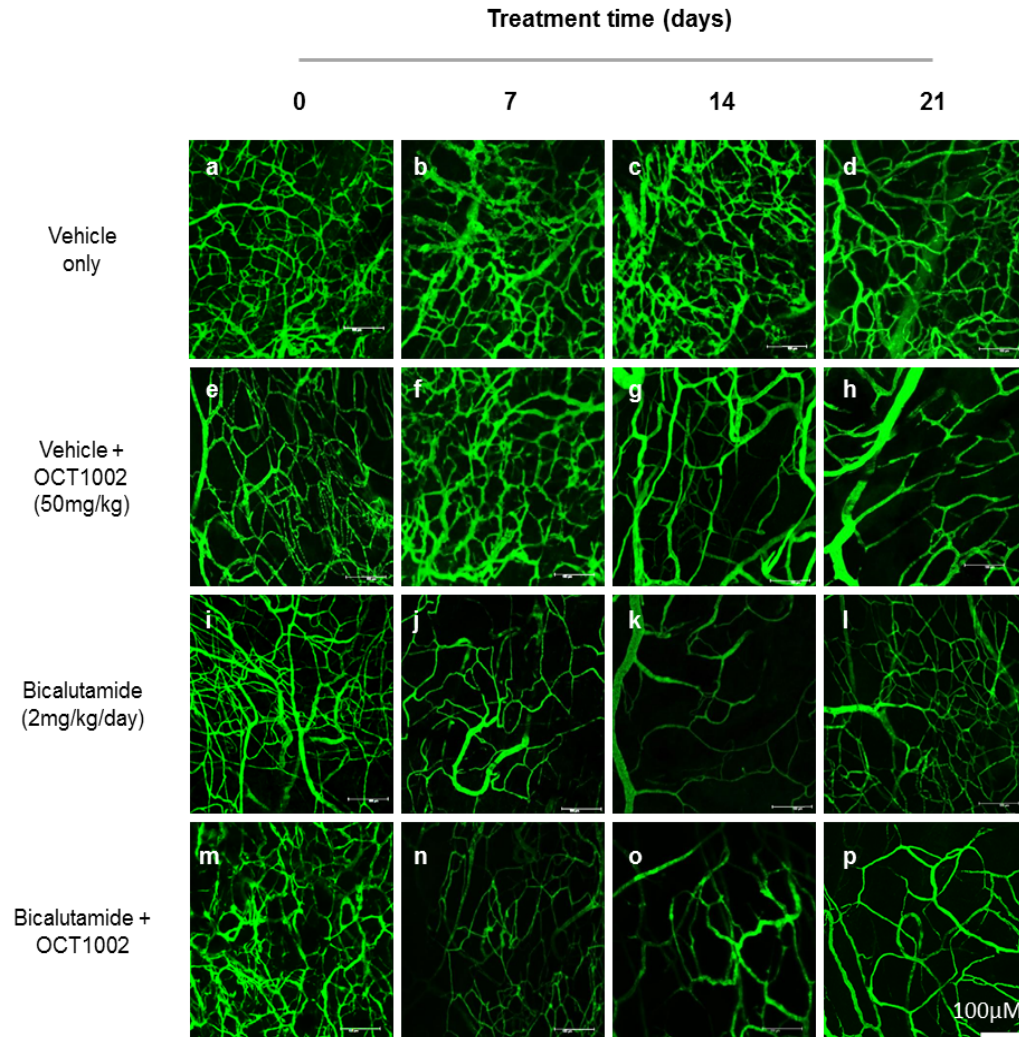 Treatment time (days)
0 7 14 21
a b c d
Vehicle
only
e f g h
Vehicle +
OCT1002
(50mg/kg)
i j k l
Bicalutamide
(2mg/kg/day)
m n o p
Bicalutamide +
OCT1002
100µM